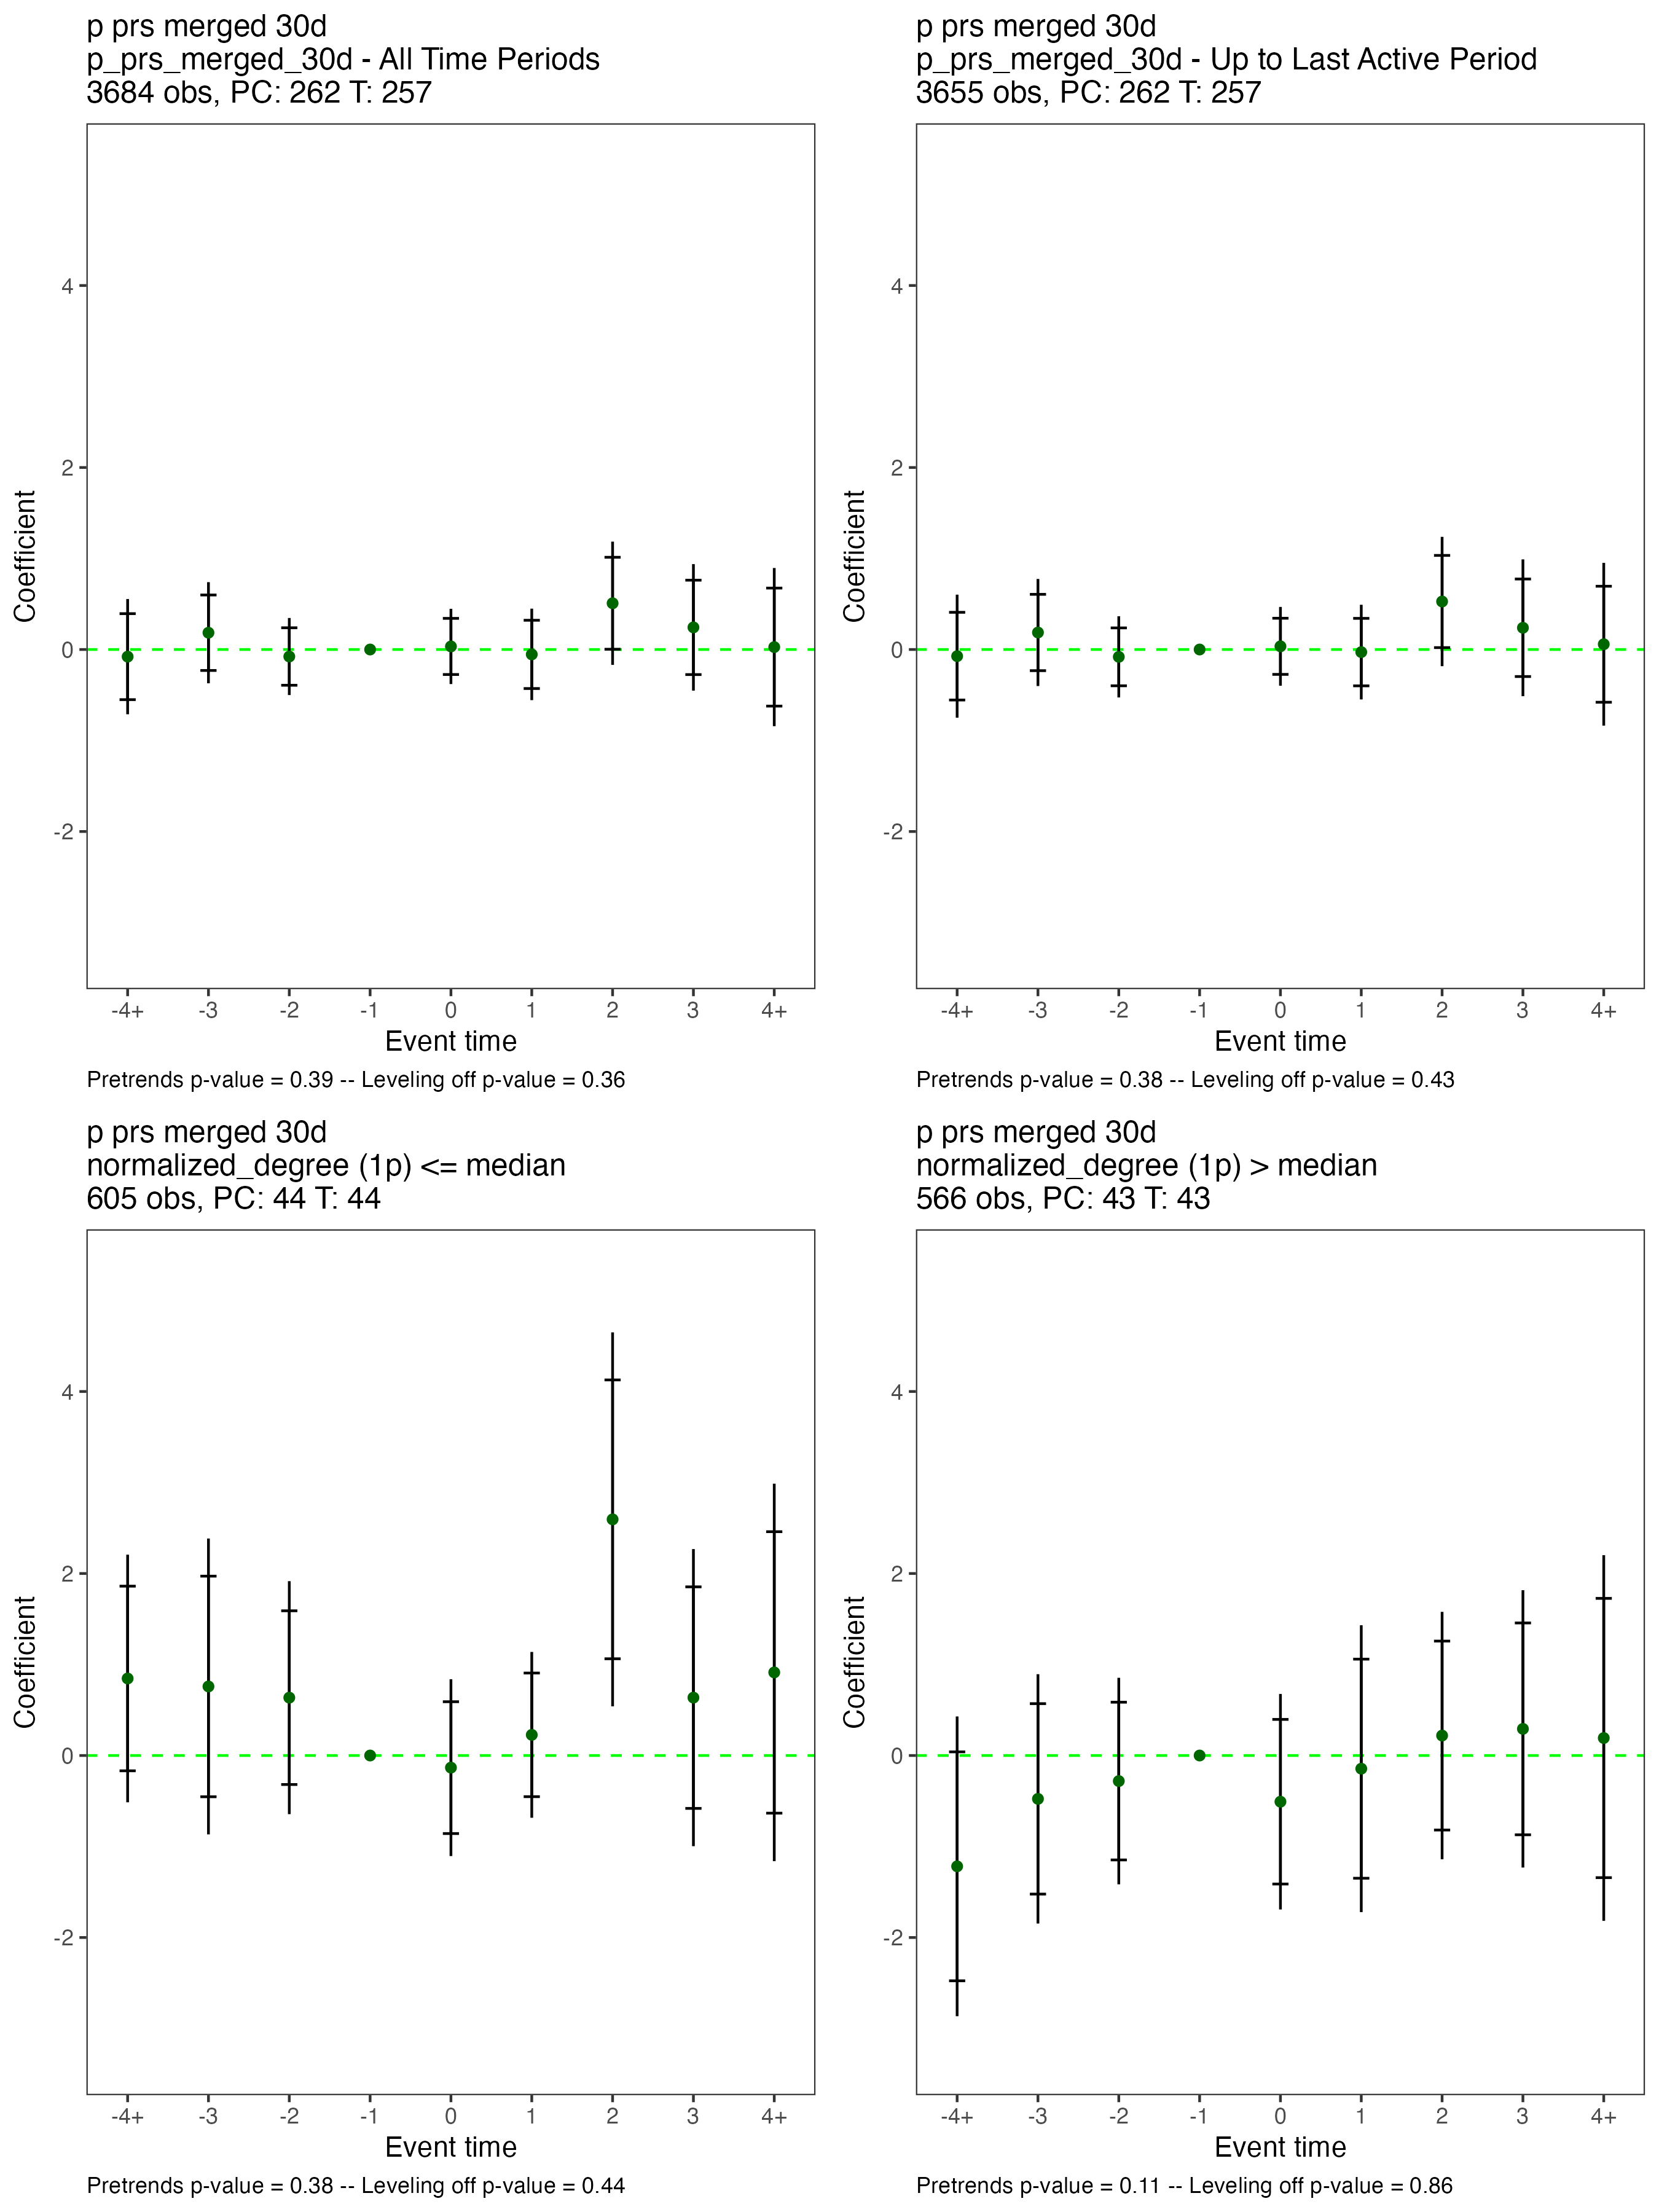 p prs merged 30d
p_prs_merged_30d - All Time Periods
3684 obs, PC: 262 T: 257
Coefficient
4
2
0
-2
-4+ -3 -2 -1 0 1 2 3 4+
Event time
Pretrends p-value = 0.39 -- Leveling off p-value = 0.36
p prs merged 30d
p_prs_merged_30d - Up to Last Active Period
3655 obs, PC: 262 T: 257
Coefficient
4
2
0
-2
-4+ -3 -2 -1 0 1 2 3 4+
Event time
Pretrends p-value = 0.38 -- Leveling off p-value = 0.43
p prs merged 30d
normalized_degree (1p) <= median
605 obs, PC: 44 T: 44
Coefficient
4
2
0
-2
-4+ -3 -2 -1 0 1 2 3 4+
Event time
Pretrends p-value = 0.38 -- Leveling off p-value = 0.44
p prs merged 30d
normalized_degree (1p) > median
566 obs, PC: 43 T: 43
Coefficient
4
2
0
-2
-4+ -3 -2 -1 0 1 2 3 4+
Event time
Pretrends p-value = 0.11 -- Leveling off p-value = 0.86